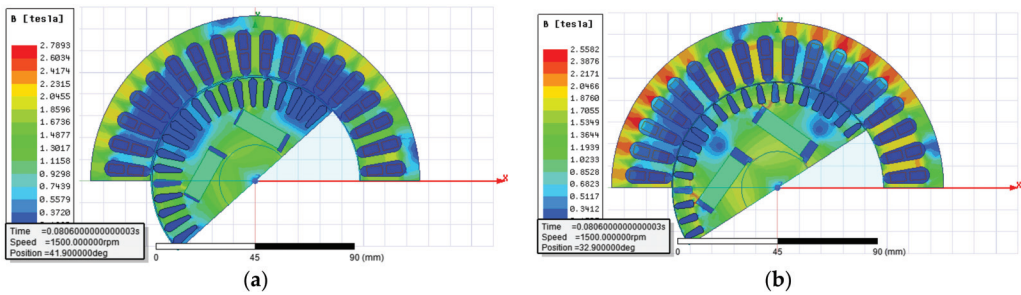 B [tesla]
2.7893
2.6034
2.4174
2.2315
2.0455
1.8596
1.6736
1.4877
1.3017
1.1158
0.9298
0.7439
0.5579
0.3720
Time =0.0806000000000003s
Speed =1500.000000rpm
Position =41.900000deg
X
0 45 90 (mm)
(a)
B [tesla]
2.5582
2.3876
2.2171
2.0466
1.8760
1.7055
1.5349
1.3644
1.1939
1.0233
0.8528
0.6823
0.5117
0.3412
Time =0.0806000000000003s
Speed =1500.000000rpm
Position =32.900000deg
X
0 45 90 (mm)
(b)